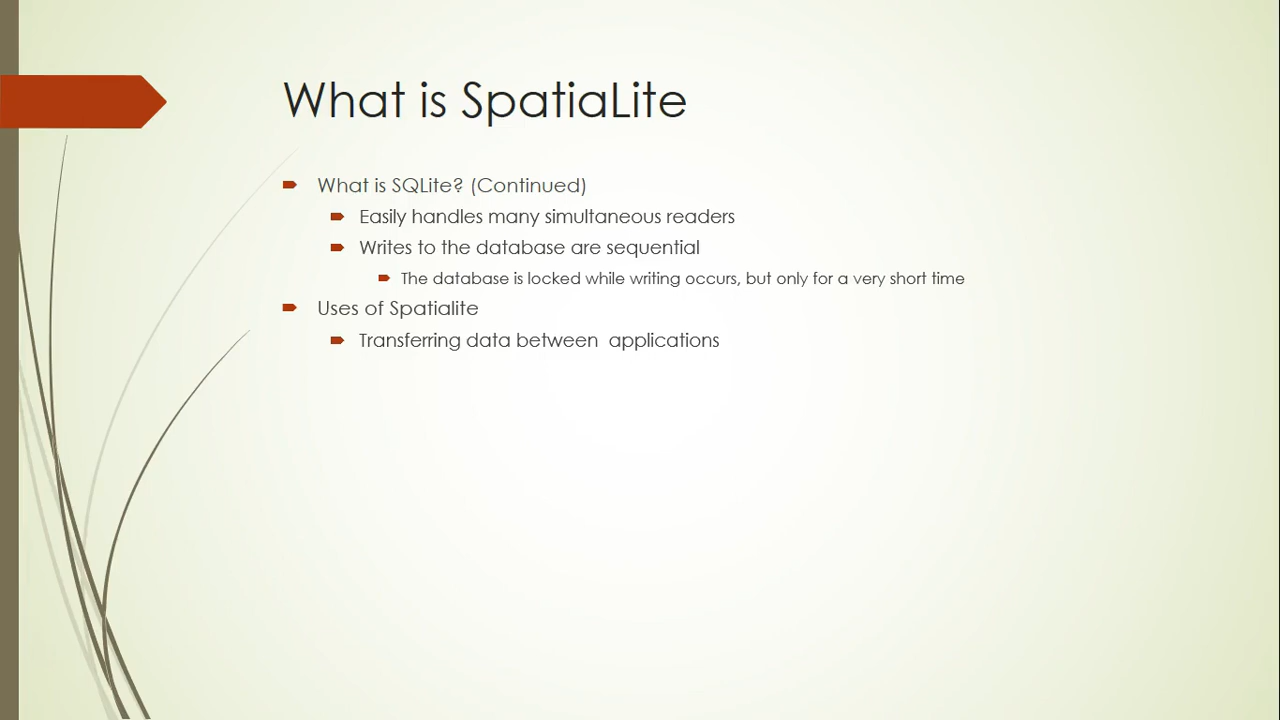 What is SpatiaLite
What is SQLite? (Continued)
Easily handles many simultaneous readers
Writes to the database are sequential
The database is locked while writing occurs, but only for a very short time
Uses of Spatialite
Transferring data between  applications